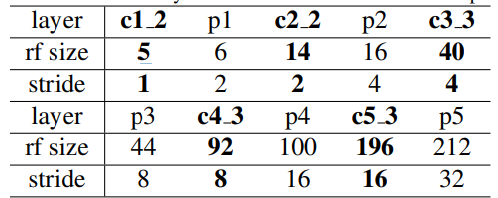 layer c1_2 p1 c2_2 p2 c3_3
rf size 5 6 14 16 40
stride 1 2 2 4 4
layer p3 c4_3 p4 c5_3 p5
rf size 44 92 100 196 212
stride 8 8 16 16 32